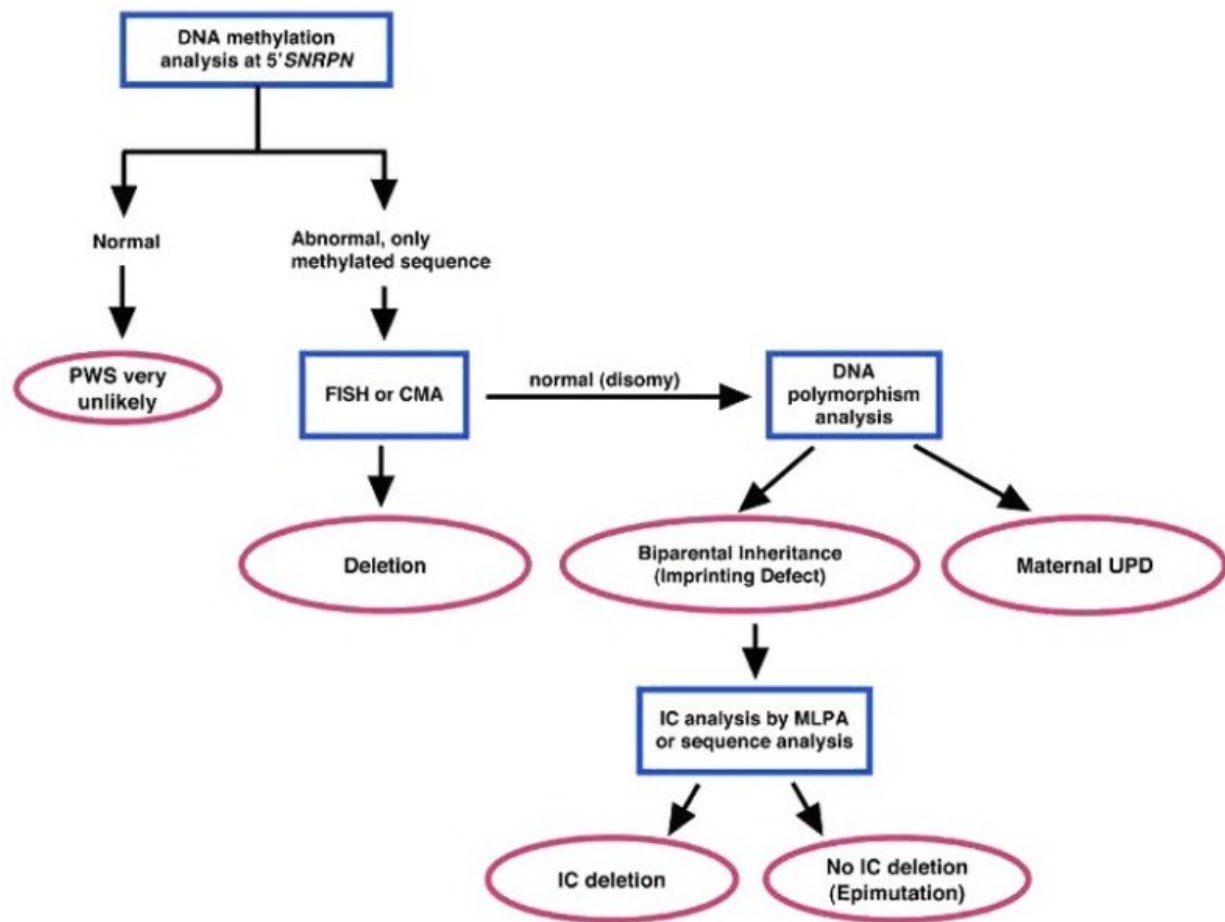 DNA methylation
analysis at 5' SNRPN
Normal
Abnormal, only
methylated sequence
PWS very
unlikely
FISH or CMA
normal (disomy)
DNA
polymorphism
analysis
Deletion
Biparental Inheritance
(Imprinting Defect)
Maternal UPD
IC analysis by MLPA
or sequence analysis
IC deletion
No IC deletion
(Epimutation)